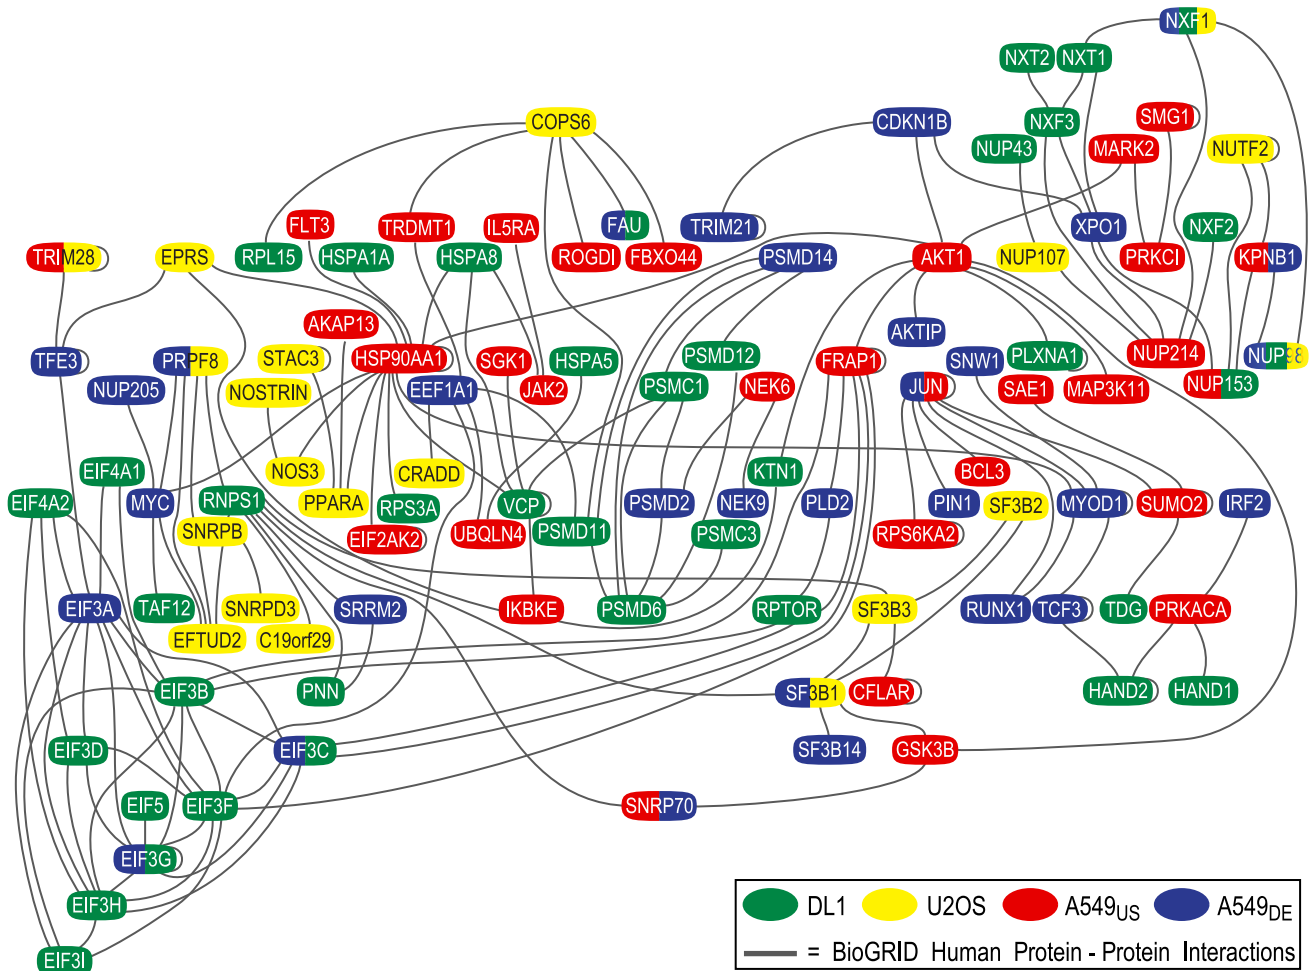 NXF1
NXT2 NXT1
COPS6 CDKN1B NXF3 SMG1
NUP43 MARK2 NUTF2
FLT3 TRDMT1 IL5RA FAU TRIM21 XPO1 NXF2
TRIM28 EPRS RPL15 HSPA1A HSPA8 ROGDI FBXO44 PSMD14 AKT1 NUP107 PRKCI KPNB1
AKAP13 AKTIP
TFE3 PRPF8 STAC3 HSP90AA1 SGK1 HSPA5 PSMD12 FRAP1 SNW1 PLXNA1 NUP214 NUP98
NUP205 NOSTRIN EEF1A1 JAK2 PSMC1 NEK6 JUN SAE1 MAP3K11 NUP153
EIF4A1 NOS3 CRADD KTN1 BCL3
EIF4A2 MYC RNPS1 PPARA RPS3A VCP PSMD2 NEK9 PLD2 PIN1 SF3B2 MYOD1 SUMO2 IRF2
SNRPB EIF2AK2 UBQLN4 PSMD11 PSMC3 RPS6KA2
EIF3A TAF12 SNRPD3 SRRM2 IKBKE PSMD6 RPTOR SF3B3 RUNX1 TCF3 TDG PRKACA
EFTUD2 C19orf29
EIF3B PNN SF3B1 CFLAR HAND2 HAND1
EIF3D EIF3C SF3B14 GSK3B
EIF5 EIF3F SNRP70
EIF3G
EIF3H
EIF3I
DL1 U2OS A549US A549DE
= BioGRID Human Protein - Protein Interactions